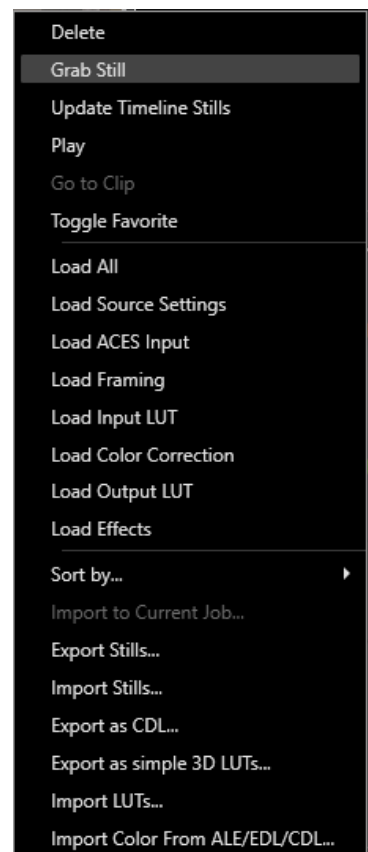 Delete
Grab Still
Update Timeline Stills
Play
Go to Clip
Toggle Favorite
Load All
Load Source Settings
Load ACES Input
Load Framing
Load Input LUT
Load Color Correction
Load Output LUT
Load Effects
Sort by...
Import to Current Job...
Export Stills...
Import Stills...
Export as CDL...
Export as simple 3D LUTs...
Import LUTs...
Import Color From ALE/EDL/CDL...